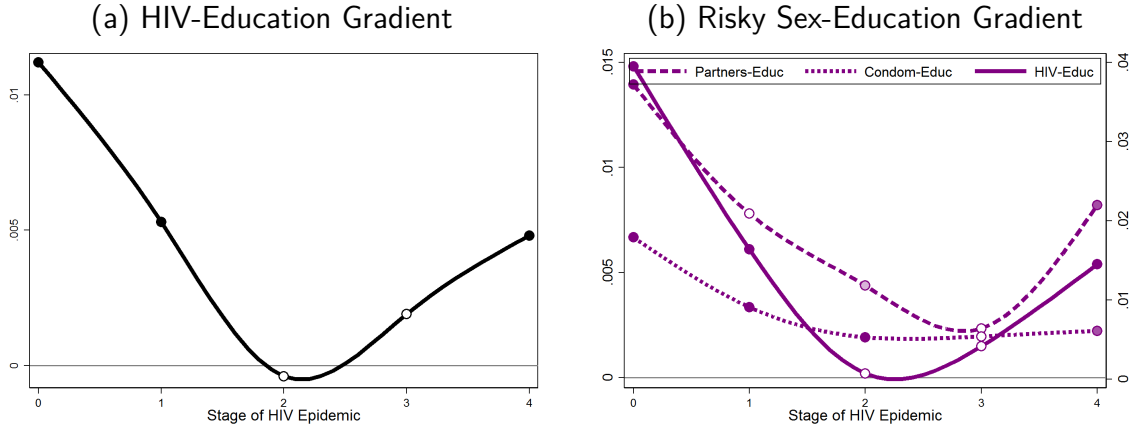 (a) HIV-Education Gradient
.01
.005
0
0 1 2 3 4
Stage of HIV Epidemic
(b) Risky Sex-Education Gradient
Partners-Educ Condom-Educ HIV-Educ
.015
.01
.005
0
.04
.03
.02
.01
0
0 1 2 3 4
Stage of HIV Epidemic